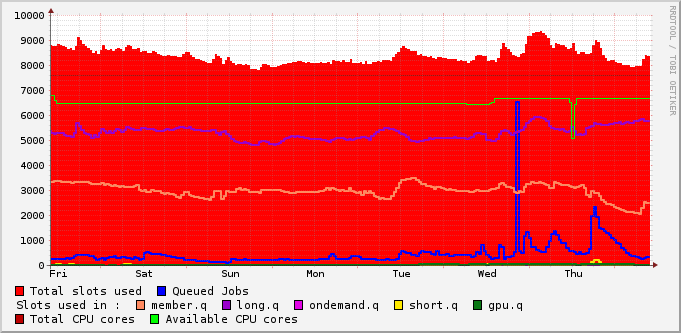 10000
9000
8000
7000
6000
5000
4000
3000
2000
1000
0
Fri Sat Sun Mon Tue Wed Thu
RRDTOOL / TOBI OETIKER
Total slots used Queued Jobs
Slots used in : member.q long.q ondemand.q short.q gpu.q
Total CPU cores Available CPU cores